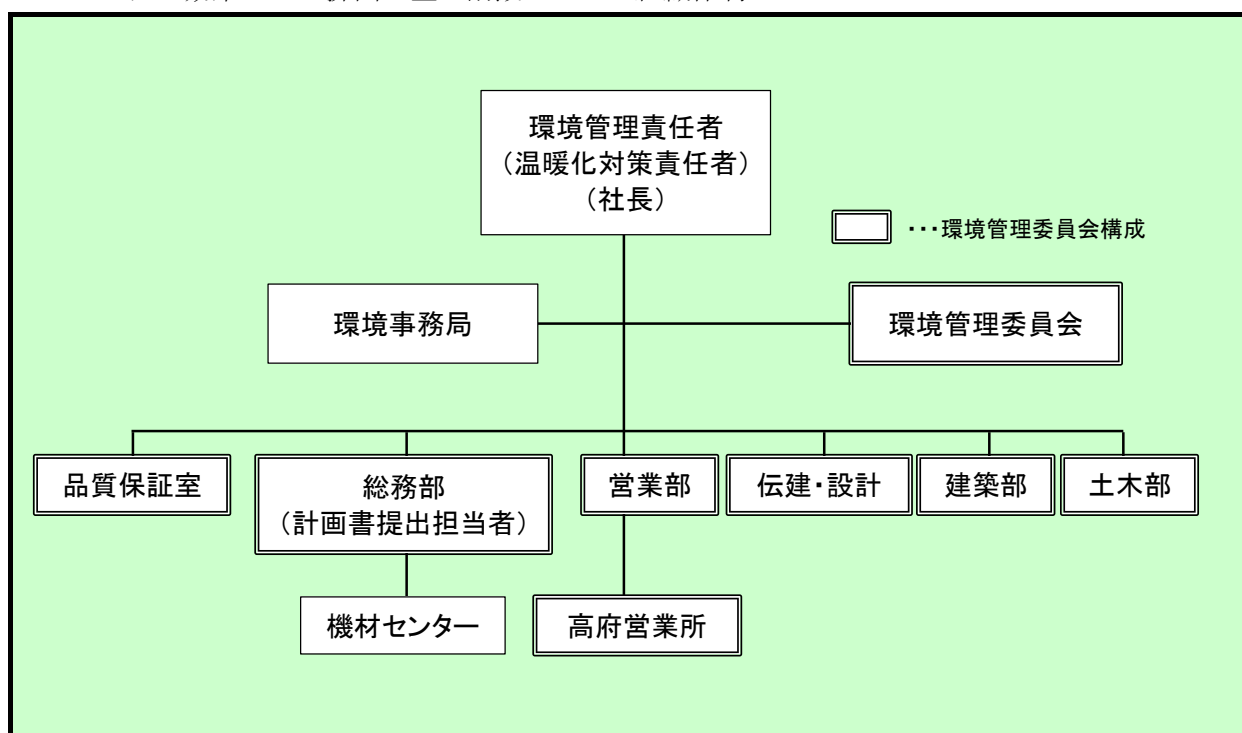 環境管理責任者
（温暖化対策責任者）
（社長）
・・・環境管理委員会構成
環境事務局
環境管理委員会
品質保証室
総務部
（計画書提出担当者）
営業部
伝建・設計
建築部
土木部
機材センター
高府営業所